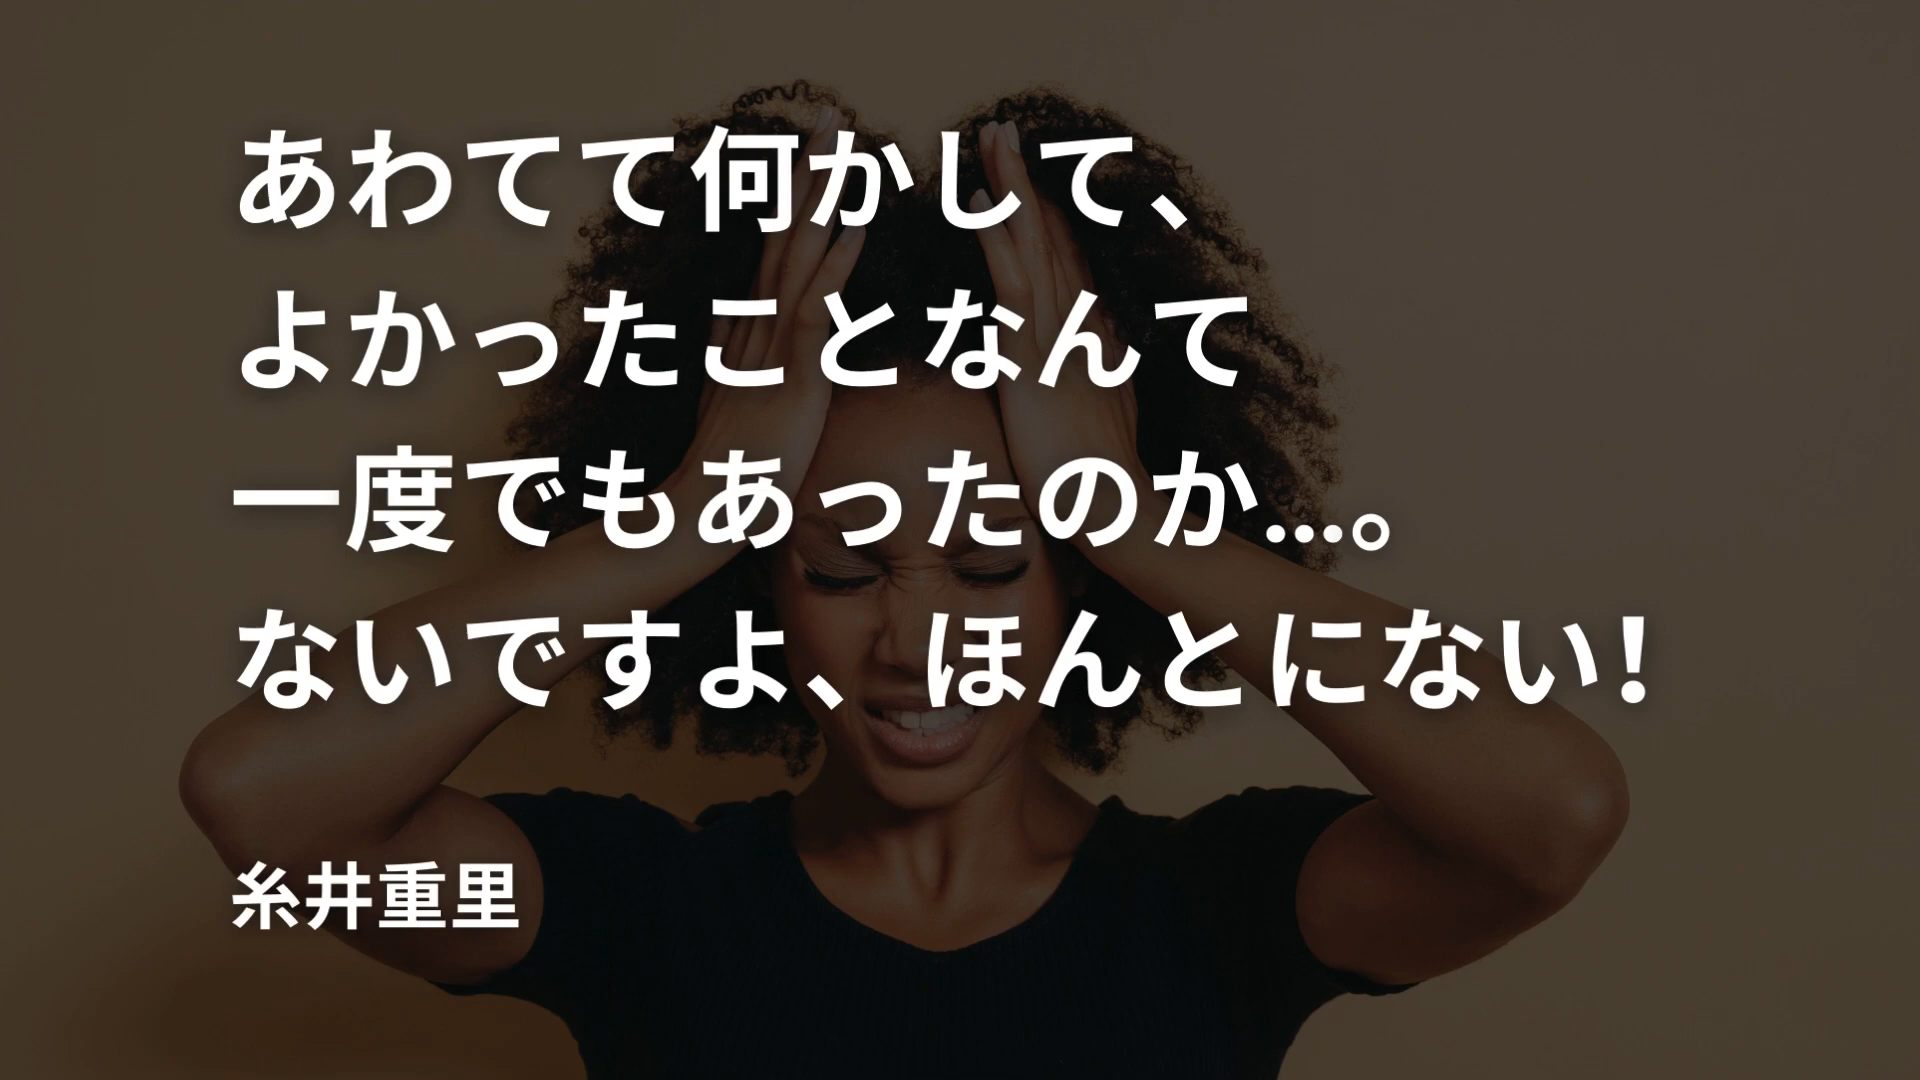 あわてて何かして、
よかったことなんて
一度でもあったのか...。
ないですよ、ほんとにない！
糸井重里